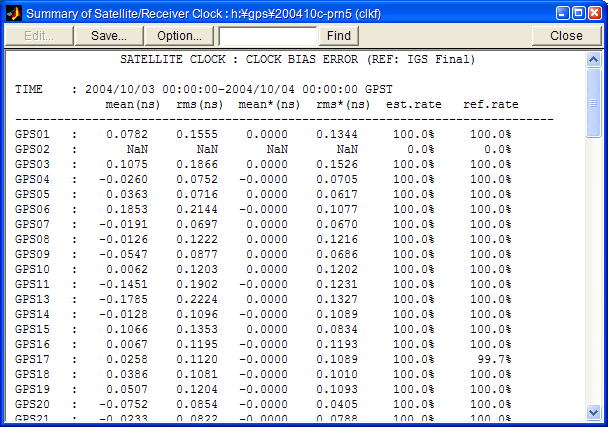 Summary of Satellite/Receiver Clock : h:¥gps¥200410c-prn5 (clkf)
Edit... Save... Option... Find Close
SATELLITE CLOCK : CLOCK BIAS ERROR (REF: IGS Final)
TIME : 2004/10/03 00:00:00-2004/10/04 00:00:00 GPST
mean(ns) rms(ns) mean*(ns) rms*(ns) est.rate ref.rate
--------------------------------------------------------------------------------
GPS01 : 0.0782 0.1555 0.0000 0.1344 100.0% 100.0%
GPS02 : NaN NaN NaN NaN 0.0% 0.0%
GPS03 : 0.1075 0.1866 0.0000 0.1526 100.0% 100.0%
GPS04 : -0.0260 0.0752 -0.0000 0.0705 100.0% 100.0%
GPS05 : 0.0363 0.0716 0.0000 0.0617 100.0% 100.0%
GPS06 : 0.1853 0.2144 -0.0000 0.1077 100.0% 100.0%
GPS07 : -0.0191 0.0697 0.0000 0.0670 100.0% 100.0%
GPS08 : -0.0126 0.1222 0.0000 0.1216 100.0% 100.0%
GPS09 : -0.0547 0.0877 0.0000 0.0686 100.0% 100.0%
GPS10 : 0.0062 0.1203 0.0000 0.1202 100.0% 100.0%
GPS11 : -0.1451 0.1902 -0.0000 0.1231 100.0% 100.0%
GPS13 : -0.1785 0.2224 0.0000 0.1327 100.0% 100.0%
GPS14 : -0.0128 0.1096 -0.0000 0.1089 100.0% 100.0%
GPS15 : 0.1066 0.1353 0.0000 0.0834 100.0% 100.0%
GPS16 : 0.0067 0.1195 -0.0000 0.1193 100.0% 100.0%
GPS17 : 0.0258 0.1120 -0.0000 0.1089 100.0% 99.7%
GPS18 : 0.0386 0.1081 -0.0000 0.1010 100.0% 100.0%
GPS19 : 0.0507 0.1204 -0.0000 0.1093 100.0% 100.0%
GPS20 : -0.0752 0.0854 -0.0000 0.0405 100.0% 100.0%
GPS21 : -0.0233 0.0822 -0.0000 0.0788 100.0% 100.0%